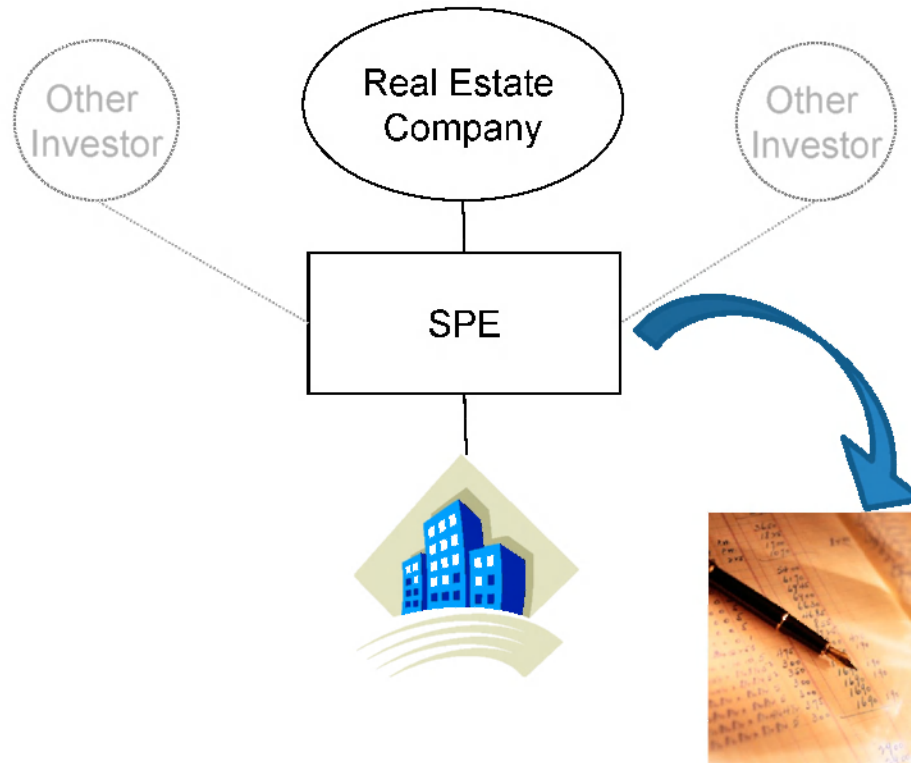 Other
Investor
Real Estate
Company
Other
Investor
SPE